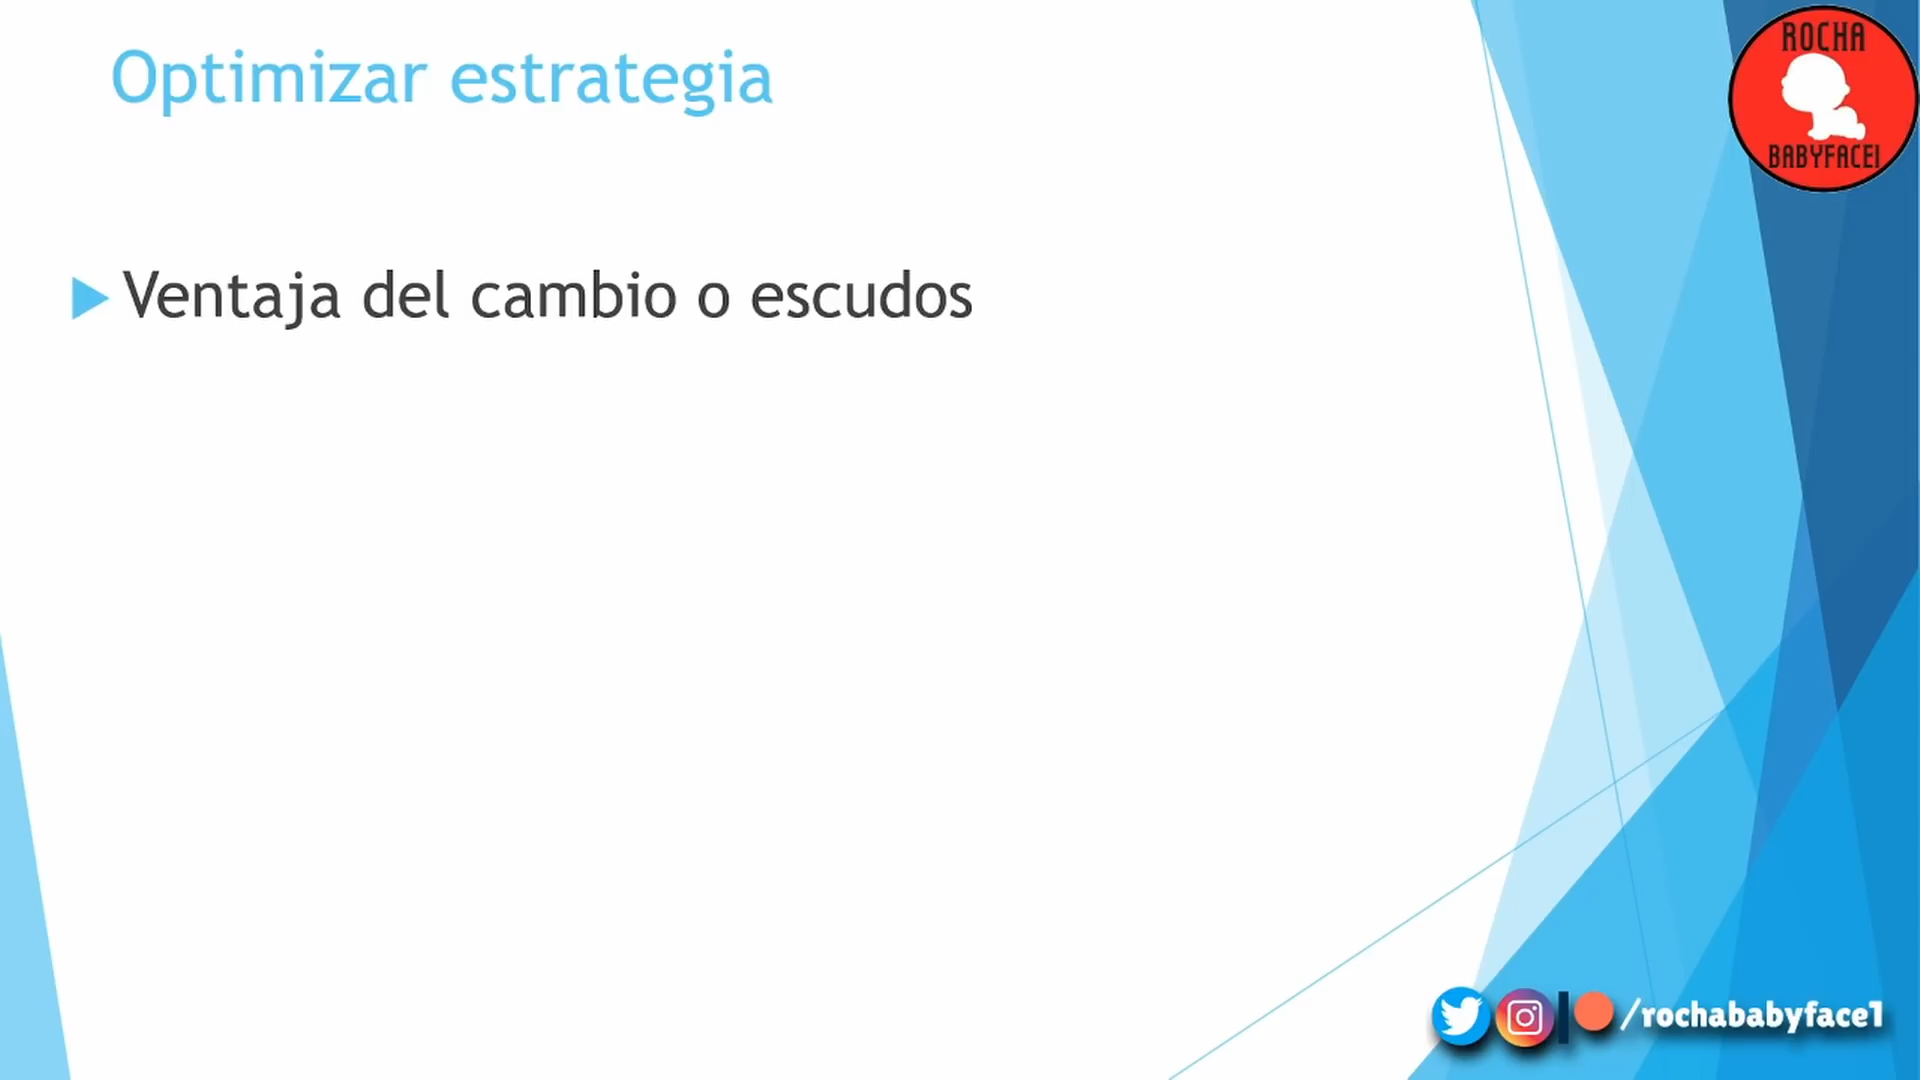 Optimizar estrategia
ROCHA
BABYFACE1
Ventaja del cambio o escudos
/rochababyface1